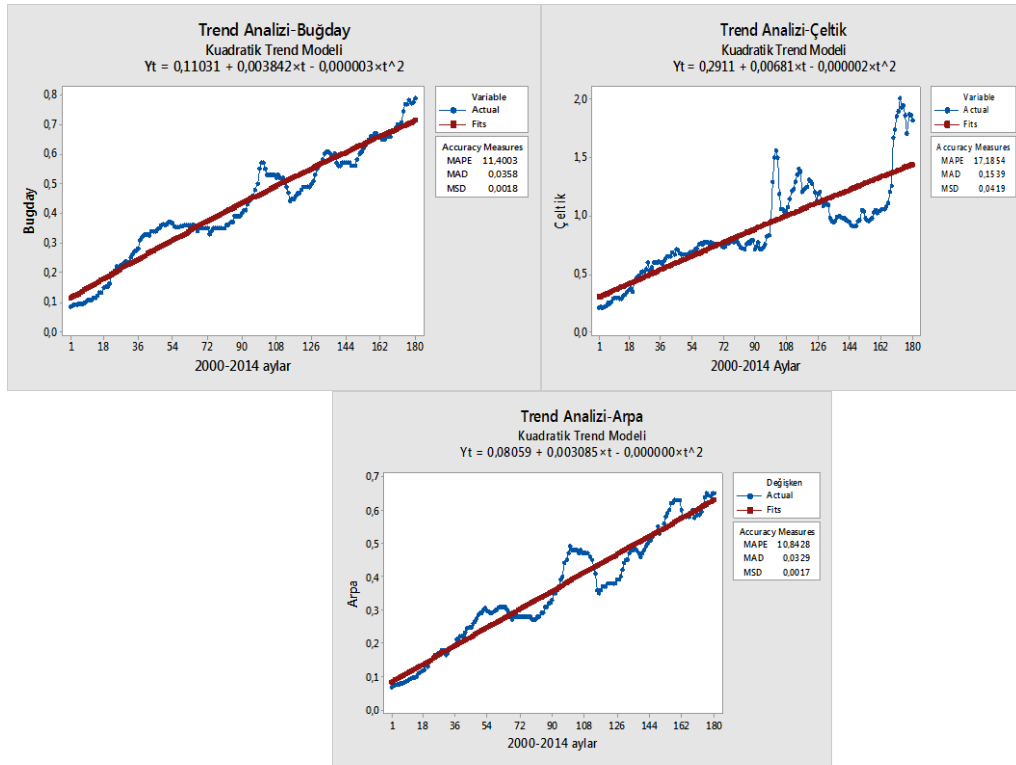 Trend Analizi-Buğday
Kuadratik Trend Modeli
Yt = 0,11031 + 0,003842×t - 0,000003×t^2
0,8
0,7
0,6
0,5
0,4
0,3
0,2
0,1
0,0
Bugday
1 18 36 54 72 90 108 126 144 162 180
2000-2014 aylar
Variable
Actual
Fits
Accuracy Measures
MAPE 11,4003
MAD 0,0358
MSD 0,0018
Trend Analizi-Çeltik
Kuadratik Trend Modeli
Yt = 0,2911 + 0,00681×t - 0,000002×t^2
2,0
1,5
1,0
0,5
0,0
Çeltik
1 18 36 54 72 90 108 126 144 162 180
2000-2014 Aylar
Variable
Actual
Fits
Accuracy Measures
MAPE 17,1854
MAD 0,1539
MSD 0,0419
Trend Analizi-Arpa
Kuadratik Trend Modeli
Yt = 0,08059 + 0,003085×t - 0,000000×t^2
0,7
0,6
0,5
0,4
0,3
0,2
0,1
0,0
Arpa
1 18 36 54 72 90 108 126 144 162 180
2000-2014 aylar
Değişken
Actual
Fits
Accuracy Measures
MAPE 10,8428
MAD 0,0329
MSD 0,0017